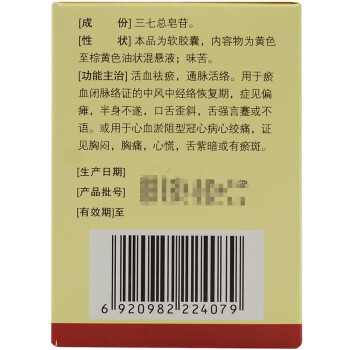 [成　份]三七总皂苷。
[性　状]本品为软胶囊，内容物为黄色
至棕黄色油状混悬液；味苦。
[功能主治]活血祛瘀，通脉活络。用于瘀
血闭脉络证的中风中经络恢复期，症见偏
瘫，半身不遂，口舌歪斜，舌强言蹇或不
语。或用于心血瘀阻型冠心病心绞痛，证
见胸闷，胸痛，心慌，舌紫暗或有瘀斑。
[生产日期]
[产品批号]
[有效期]至
6 920982 224079